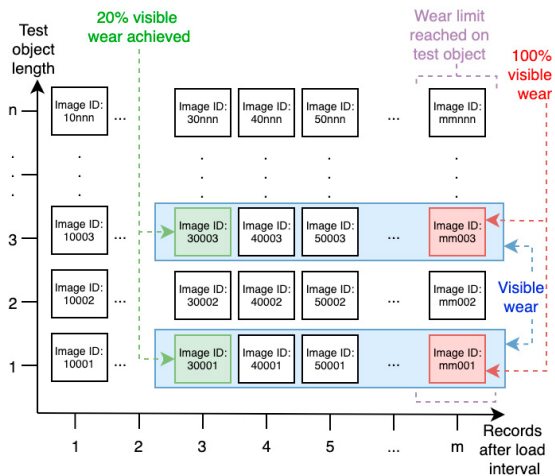 Test
object
length
20% visible
wear achieved
Wear limit
reached on
test object
100%
visible
wear
n
Image ID:
10nnn
...
Image ID:
30nnn
Image ID:
40nnn
Image ID:
50nnn
...
Image ID:
mmnnn
3
Image ID:
10003
...
Image ID:
30003
Image ID:
40003
Image ID:
50003
...
Image ID:
mm003
2
Image ID:
10002
...
Image ID:
30002
Image ID:
40002
Image ID:
50002
...
Image ID:
mm002
Visible
wear
1
Image ID:
10001
...
Image ID:
30001
Image ID:
40001
Image ID:
50001
...
Image ID:
mm001
1 2 3 4 5 ... m
Records
after load
interval